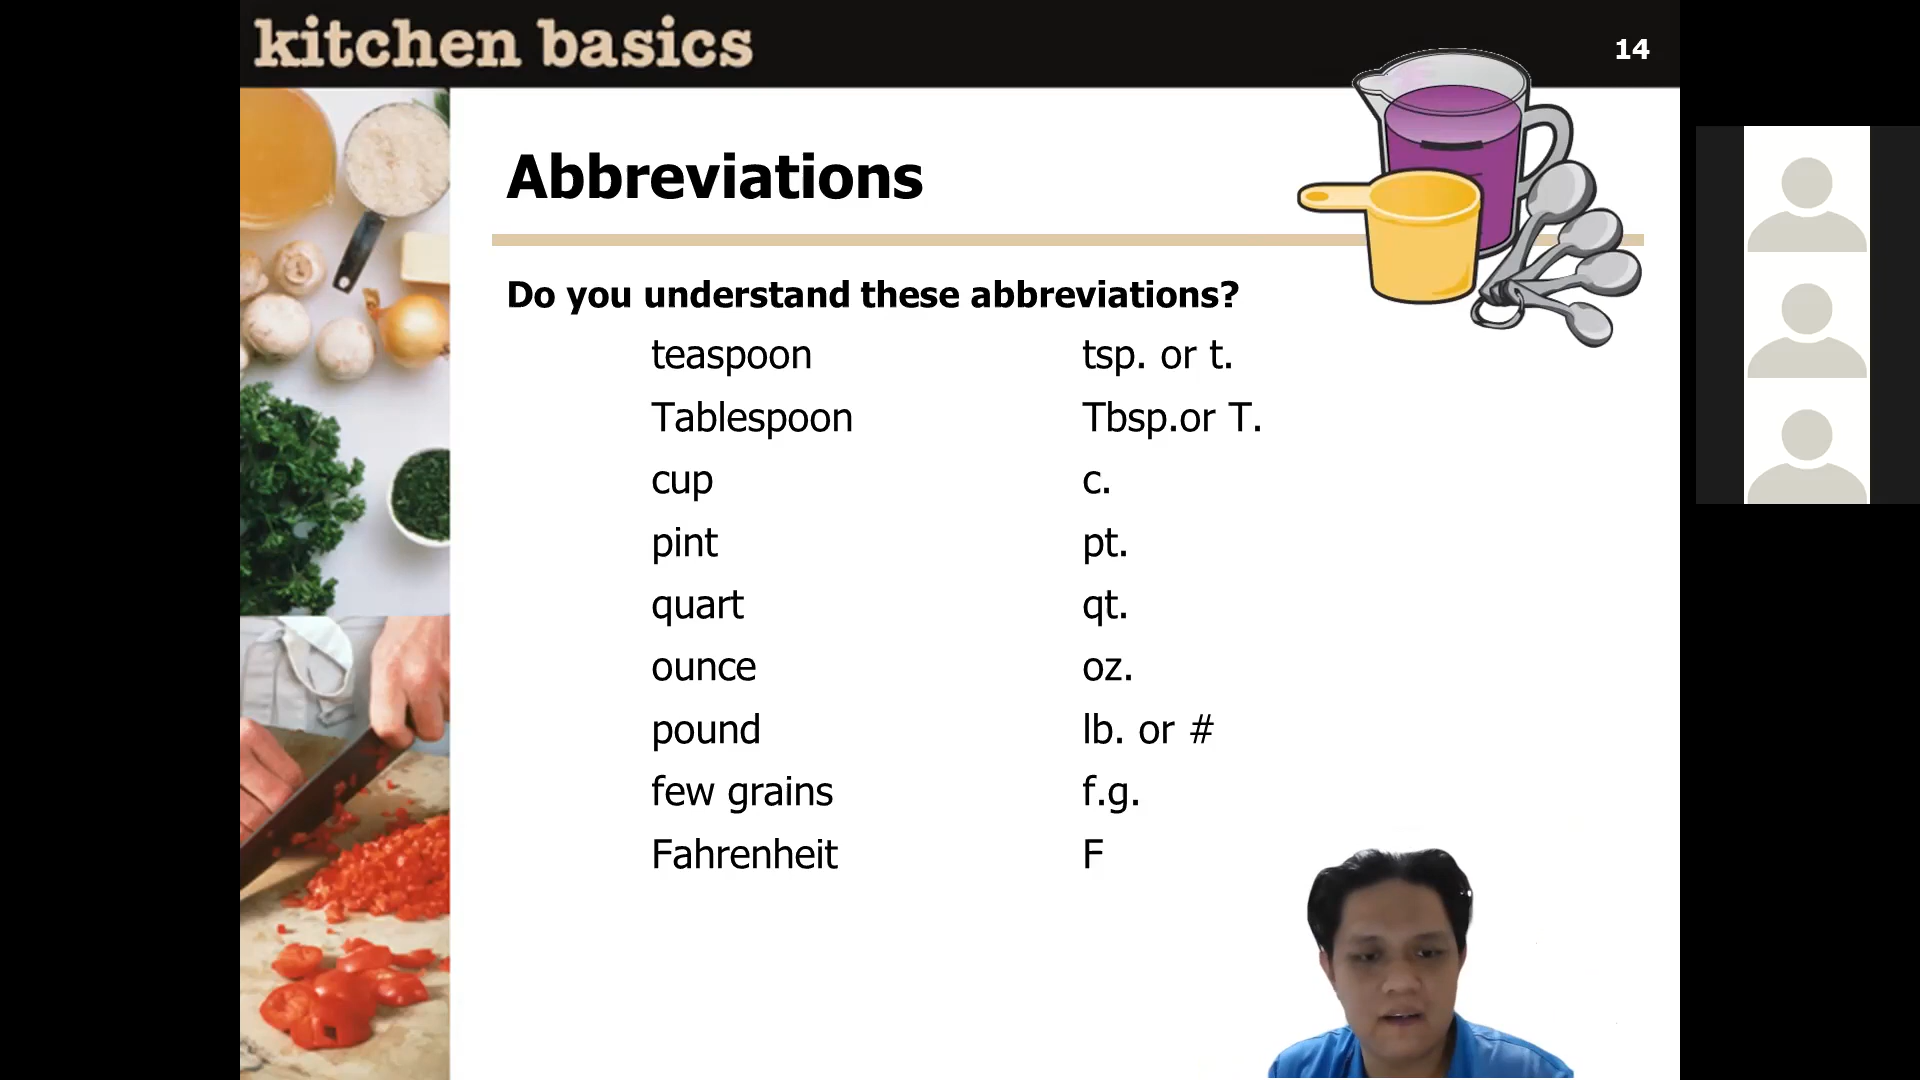 kitchen basics
14
Abbreviations
Do you understand these abbreviations?
teaspoon tsp. or t.
Tablespoon Tbsp.or T.
cup c.
pint pt.
quart qt.
ounce oz.
pound lb. or #
few grains f.g.
Fahrenheit F